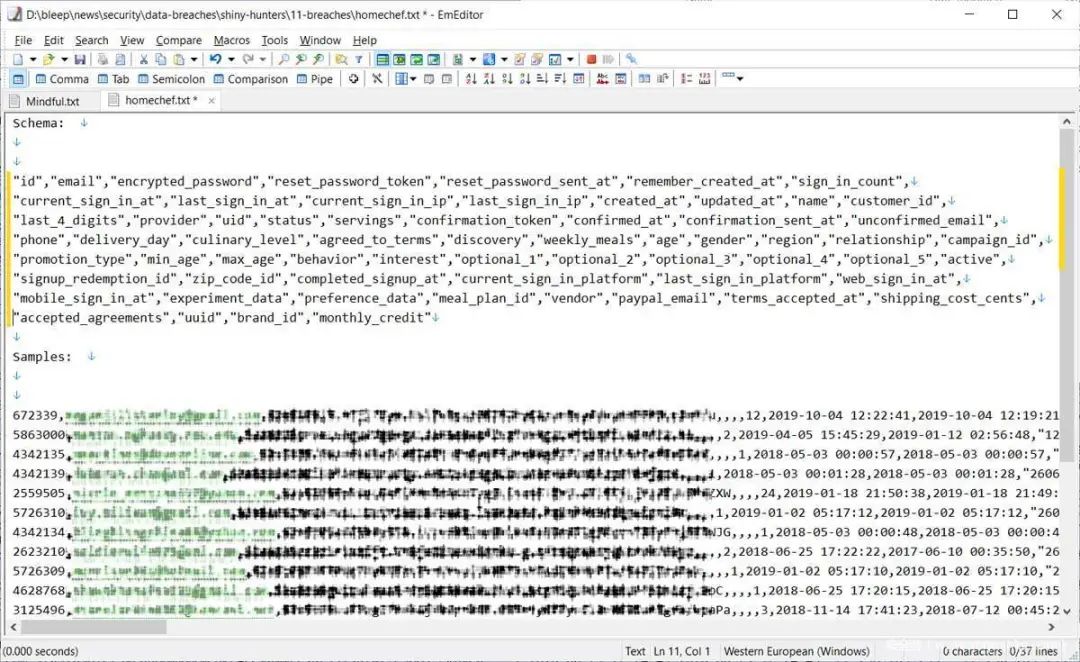 D:\bleep\news\security\data-breaches\shiny-hunters\11-breaches\homechef.txt * - EmEditor
File Edit Search View Compare Macros Tools Window Help
Comma Tab Semicolon Comparison Pipe
Mindful.txt homechef.txt *
Schema:
"id","email","encrypted_password","reset_password_token","reset_password_sent_at","remember_created_at","sign_in_count",
"current_sign_in_at","last_sign_in_at","current_sign_in_ip","last_sign_in_ip","created_at","updated_at","name","customer_id",
"last_4_digits","provider","uid","status","servings","confirmation_token","confirmed_at","confirmation_sent_at","unconfirmed_email",
"phone","delivery_day","culinary_level","agreed_to_terms","discovery","weekly_meals","age","gender","region","relationship","campaign_id",
"promotion_type","min_age","max_age","behavior","interest","optional_1","optional_2","optional_3","optional_4","optional_5","active",
"signup_redemption_id","zip_code_id","completed_signup_at","current_sign_in_platform","last_sign_in_platform","web_sign_in_at",
"mobile_sign_in_at","experiment_data","preference_data","meal_plan_id","vendor","paypal_email","terms_accepted_at","shipping_cost_cents",
"accepted_agreements","uuid","brand_id","monthly_credit"
Samples:
672339, ,,,,12,2019-10-04 12:22:41,2019-10-04 12:19:21
5863000, ,,,2,2019-04-05 15:45:29,2019-01-12 02:56:48,"12
4342135, ,,,,1,2018-05-03 00:00:57,2018-05-03 00:00:57,"
4342139, 1,2018-05-03 00:01:28,2018-05-03 00:01:28,"2606
2559505, ZXW,,,,24,2019-01-18 21:50:38,2019-01-18 21:49:
5726310, ,1,2019-01-02 05:17:12,2019-01-02 05:17:12,"260
4342134, NJG,,,,1,2018-05-03 00:00:48,2018-05-03 00:00:4
2623210, ,,,2,2018-06-25 17:22:22,2017-06-10 00:35:50,"26
5726309, ,,,,1,2019-01-02 05:17:10,2019-01-02 05:17:10,"2
4628768, C,,,,1,2018-06-25 17:20:15,2018-06-25 17:20:15
3125496, Pa,,,,3,2018-11-14 17:41:23,2018-07-12 00:45:2
(0.000 seconds) Text Ln 11, Col 1 Western European (Windows) 0 characters 0/37 lines